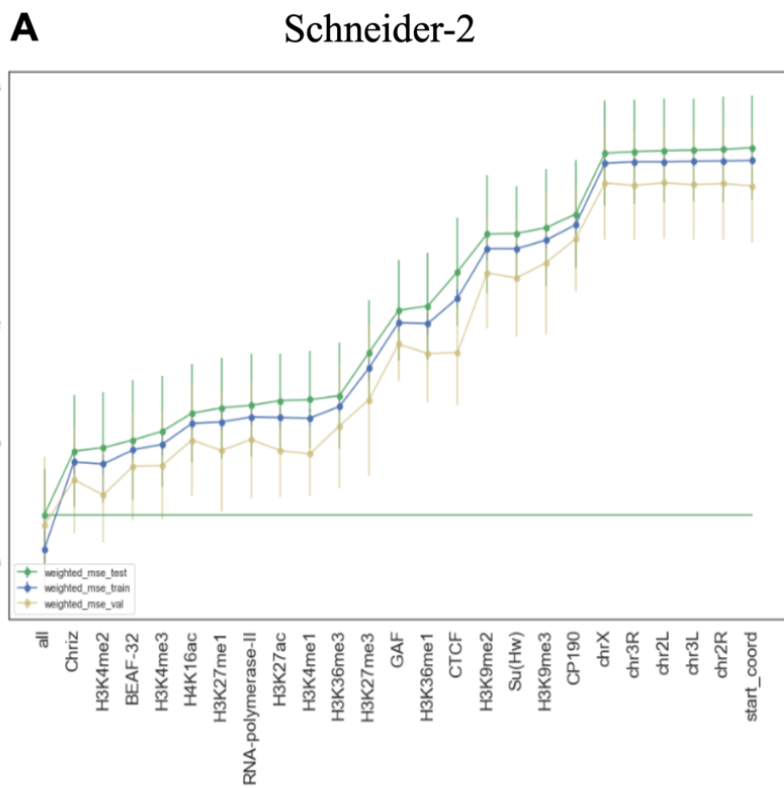 A
Schneider-2
weighted_mse_test
weighted_mse_train
weighted_mse_val
all
Chriz
H3K4me2
BEAF-32
H3K4me3
H4K16ac
H3K27me1
RNA-polymerase-II
H3K27ac
H3K4me1
H3K36me3
H3K27me3
GAF
H3K36me1
CTCF
H3K9me2
Su(Hw)
H3K9me3
CP190
chrX
chr3R
chr2L
chr3L
chr2R
start_coord